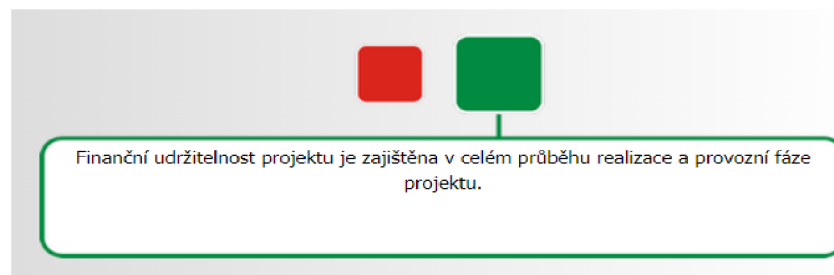 Finanční udržitelnost projektu je zajištěna v celém průběhu realizace a provozní fáze
projektu.